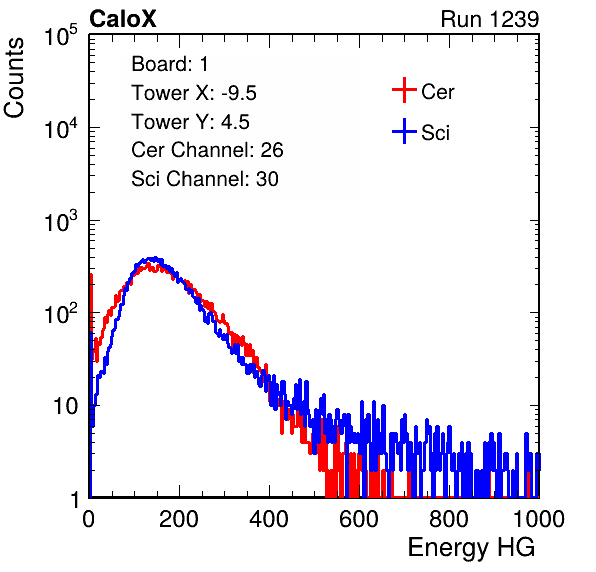 CaloX
Run 1239
Counts
10^5
10^4
10^3
10^2
10
1
Board: 1
Tower X: -9.5
Tower Y: 4.5
Cer Channel: 26
Sci Channel: 30
Cer
Sci
0 200 400 600 800 1000
Energy HG